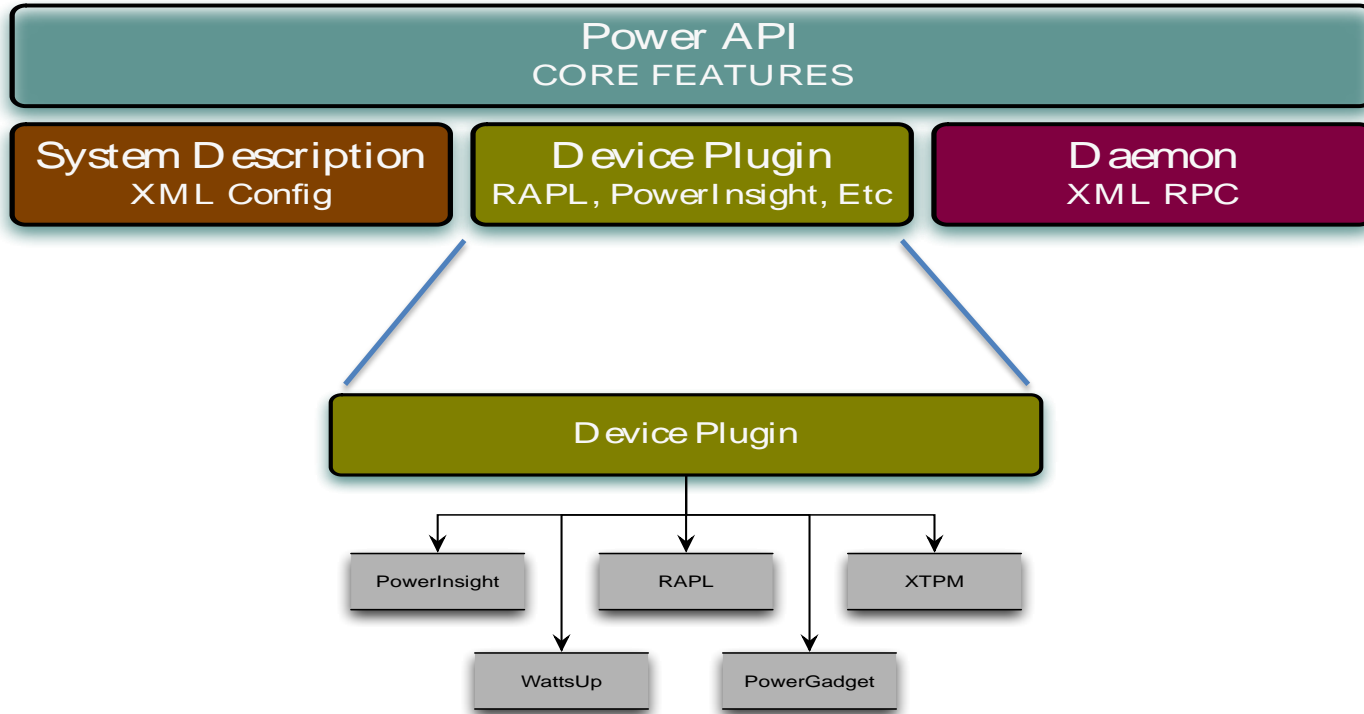 Power API
CORE FEATURES
System Description
XML Config
Device Plugin
RAPL, PowerInsight, Etc
Daemon
XML RPC
Device Plugin
PowerInsight
RAPL
XTPM
WattsUp
PowerGadget